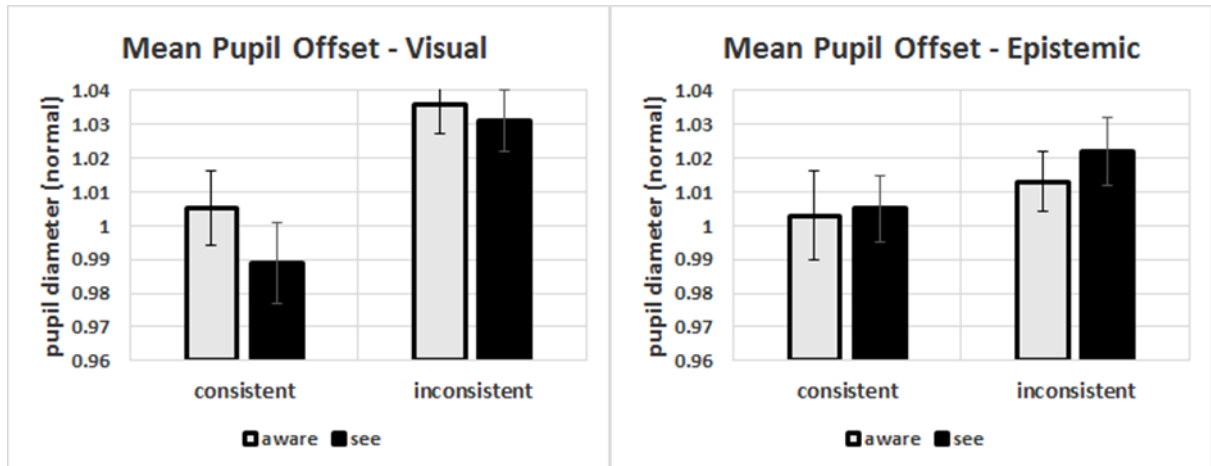 Mean Pupil Offset - Visual
pupil diameter (normal)
1.04
1.03
1.02
1.01
1
0.99
0.98
0.97
0.96
consistent
inconsistent
aware see
Mean Pupil Offset - Epistemic
pupil diameter (normal)
1.04
1.03
1.02
1.01
1
0.99
0.98
0.97
0.96
consistent
inconsistent
aware see